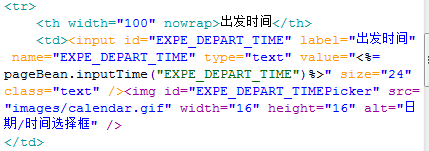 <tr>
<th width="100" nowrap>出发时间</th>
<td><input id="EXPE_DEPART_TIME" label="出发时间"
name="EXPE_DEPART_TIME" type="text" value="<%=
pageBean.inputTime("EXPE_DEPART_TIME")%>" size="24"
class="text" /><img id="EXPE_DEPART_TIMEPicker" src=
"images/calendar.gif" width="16" height="16" alt="日
期/时间选择框" />
</td>